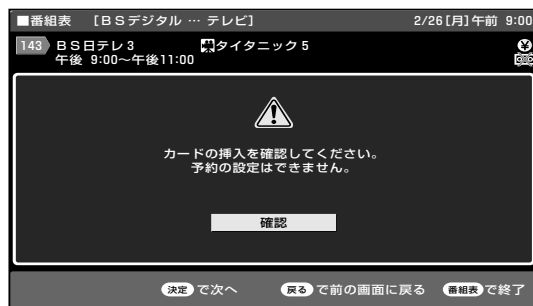 ■番組表 [BSデジタル … テレビ] 2/26[月]午前 9:00
143 BS日テレ3 タイタニック5
午後 9:00～午後11:00
カードの挿入を確認してください。
予約の設定はできません。
確認
決定 で次へ 戻る で前の画面に戻る 番組表 で終了